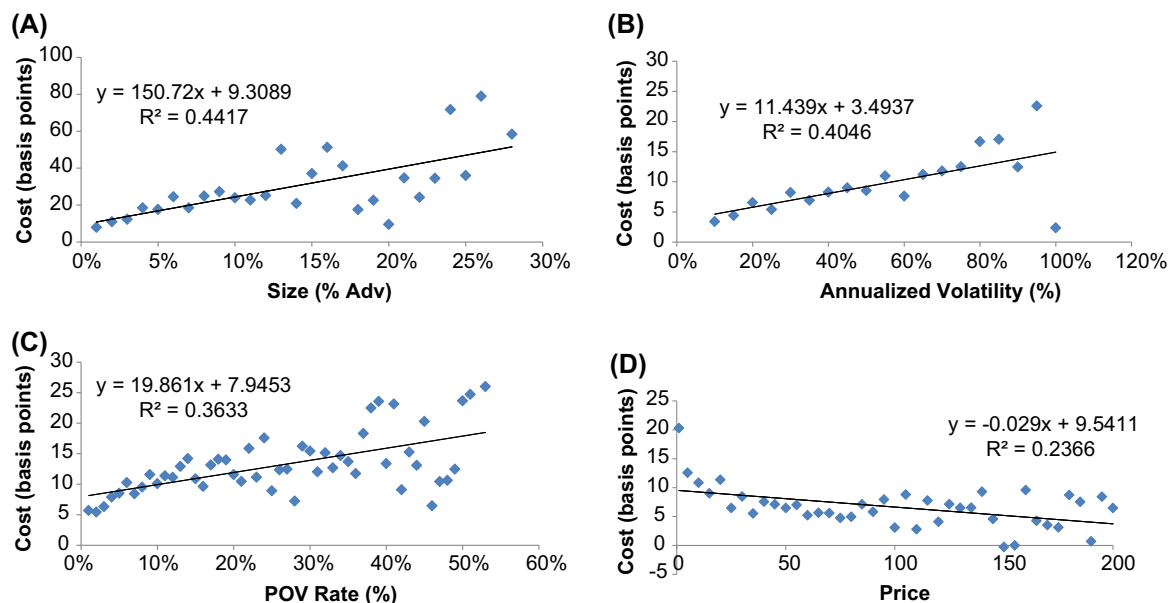 (A)
Cost (basis points)
100
80
60
40
20
0
y = 150.72x + 9.3089
R² = 0.4417
0% 5% 10% 15% 20% 25% 30%
Size (% Adv)
(B)
Cost (basis points)
30
25
20
15
10
5
0
y = 11.439x + 3.4937
R² = 0.4046
0% 20% 40% 60% 80% 100% 120%
Annualized Volatility (%)
(C)
Cost (basis points)
30
25
20
15
10
5
0
y = 19.861x + 7.9453
R² = 0.3633
0% 10% 20% 30% 40% 50% 60%
POV Rate (%)
(D)
Cost (basis points)
25
20
15
10
5
0
-5
y = -0.029x + 9.5411
R² = 0.2366
0 50 100 150 200
Price